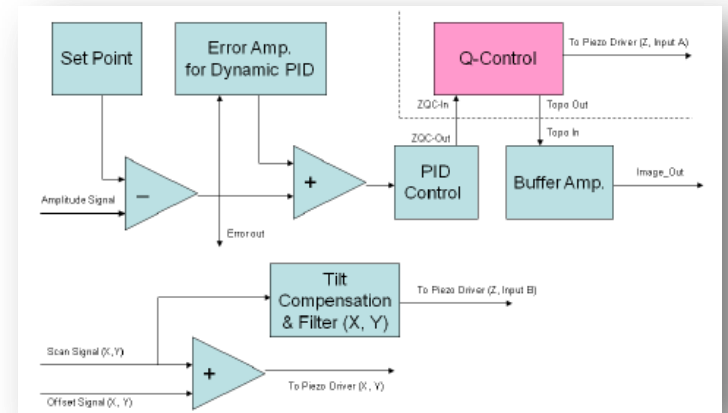 Set Point
Error Amp.
for Dynamic PID
Q-Control
To Piezo Driver (Z, Input A)
ZQC-In
Topo Out
ZQC-Out
Topo In
Amplitude Signal
−
+
PID
Control
Buffer Amp.
Image_Out
Error out
Tilt
Compensation
& Filter (X, Y)
To Piezo Driver (Z, Input B)
Scan Signal (X,Y)
+
To Piezo Driver (X, Y)
Offset Signal (X, Y)